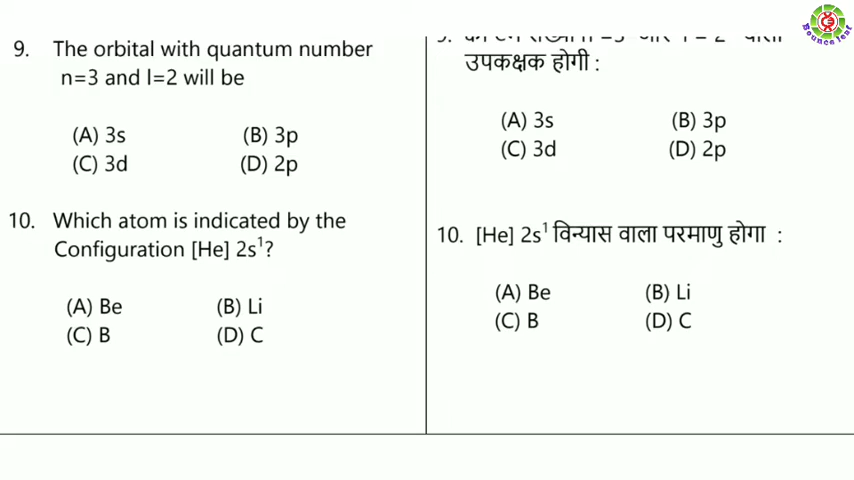 9. The orbital with quantum number
n=3 and l=2 will be
(A) 3s (B) 3p
(C) 3d (D) 2p
10. Which atom is indicated by the
Configuration [He] 2s¹?
(A) Be (B) Li
(C) B (D) C
उपकक्षक होगी :
(A) 3s (B) 3p
(C) 3d (D) 2p
10. [He] 2s¹ विन्यास वाला परमाणु होगा :
(A) Be (B) Li
(C) B (D) C
Bounce leaf